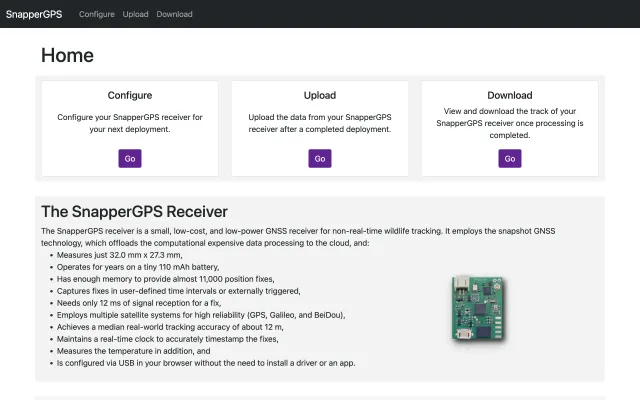 SnapperGPS Configure Upload Download
Home
Configure
Configure your SnapperGPS receiver for
your next deployment.
Go
Upload
Upload the data from your SnapperGPS
receiver after a completed deployment.
Go
Download
View and download the track of your
SnapperGPS receiver once processing is
completed.
Go
The SnapperGPS Receiver
The SnapperGPS receiver is a small, low-cost, and low-power GNSS receiver for non-real-time wildlife tracking. It employs the snapshot GNSS
technology, which offloads the computational expensive data processing to the cloud, and:
• Measures just 32.0 mm x 27.3 mm,
• Operates for years on a tiny 110 mAh battery,
• Has enough memory to provide almost 11,000 position fixes,
• Captures fixes in user-defined time intervals or externally triggered,
• Needs only 12 ms of signal reception for a fix,
• Employs multiple satellite systems for high reliability (GPS, Galileo, and BeiDou),
• Achieves a median real-world tracking accuracy of about 12 m,
• Maintains a real-time clock to accurately timestamp the fixes,
• Measures the temperature in addition, and
• Is configured via USB in your browser without the need to install a driver or an app.